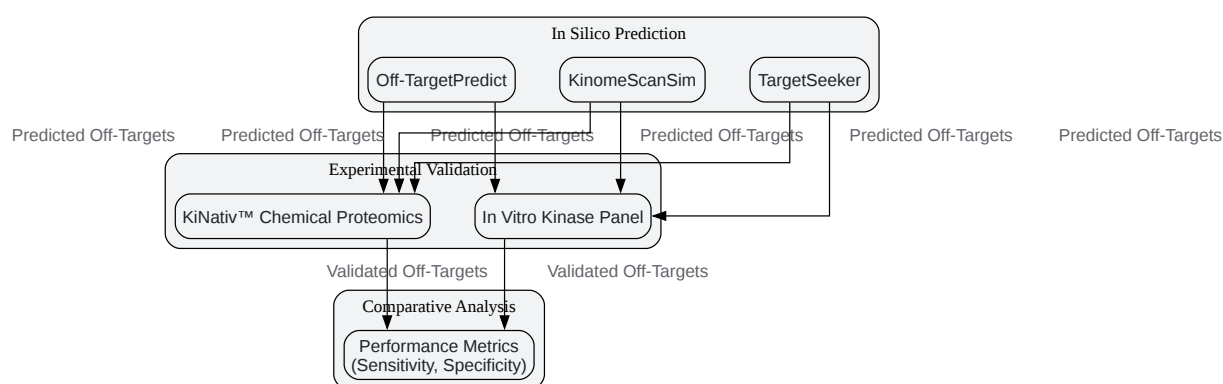 In Silico Prediction
Off-TargetPredict
KinomeScanSim
TargetSeeker
Predicted Off-Targets
Predicted Off-Targets
Predicted Off-Targets
Predicted Off-Targets
Predicted Off-Targets
Predicted Off-Targets
Experimental Validation
KiNativ™ Chemical Proteomics
In Vitro Kinase Panel
Validated Off-Targets
Validated Off-Targets
Comparative Analysis
Performance Metrics
(Sensitivity, Specificity)